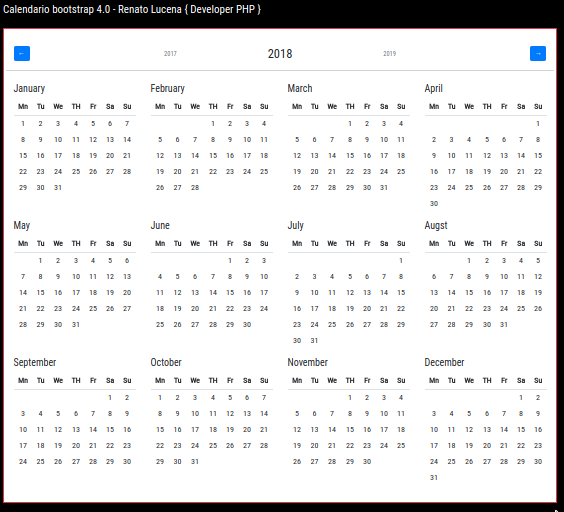 Calendario bootstrap 4.0 - Renato Lucena { Developer PHP }
← 2017 2018 2019 →
January February March April
Mn Tu We TH Fr Sa Su Mn Tu We TH Fr Sa Su Mn Tu We TH Fr Sa Su Mn Tu We TH Fr Sa Su
1 2 3 4 5 6 7 1 2 3 4 1 2 3 4 1
8 9 10 11 12 13 14 5 6 7 8 9 10 11 5 6 7 8 9 10 11 2 3 4 5 6 7 8
15 16 17 18 19 20 21 12 13 14 15 16 17 18 12 13 14 15 16 17 18 9 10 11 12 13 14 15
22 23 24 25 26 27 28 19 20 21 22 23 24 25 19 20 21 22 23 24 25 16 17 18 19 20 21 22
29 30 31 26 27 28 26 27 28 29 30 31 23 24 25 26 27 28 29
30
May June July Augst
Mn Tu We TH Fr Sa Su Mn Tu We TH Fr Sa Su Mn Tu We TH Fr Sa Su Mn Tu We TH Fr Sa Su
1 2 3 4 5 6 1 2 3 1 1 2 3 4 5
7 8 9 10 11 12 13 4 5 6 7 8 9 10 2 3 4 5 6 7 8 6 7 8 9 10 11 12
14 15 16 17 18 19 20 11 12 13 14 15 16 17 9 10 11 12 13 14 15 13 14 15 16 17 18 19
21 22 23 24 25 26 27 18 19 20 21 22 23 24 16 17 18 19 20 21 22 20 21 22 23 24 25 26
28 29 30 31 25 26 27 28 29 30 23 24 25 26 27 28 29 27 28 29 30 31
30 31
September October November December
Mn Tu We TH Fr Sa Su Mn Tu We TH Fr Sa Su Mn Tu We TH Fr Sa Su Mn Tu We TH Fr Sa Su
1 2 1 2 3 4 5 6 7 1 2 3 4 1 2
3 4 5 6 7 8 9 8 9 10 11 12 13 14 5 6 7 8 9 10 11 3 4 5 6 7 8 9
10 11 12 13 14 15 16 15 16 17 18 19 20 21 12 13 14 15 16 17 18 10 11 12 13 14 15 16
17 18 19 20 21 22 23 22 23 24 25 26 27 28 19 20 21 22 23 24 25 17 18 19 20 21 22 23
24 25 26 27 28 29 30 29 30 31 26 27 28 29 30 24 25 26 27 28 29 30
31